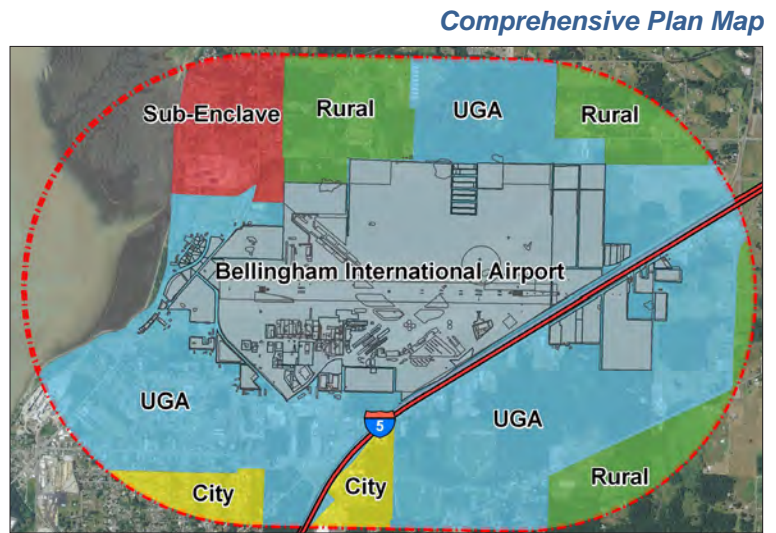 Comprehensive Plan Map
Sub-Enclave
Rural
UGA
Rural
Bellingham International Airport
UGA
5
UGA
City
City
Rural